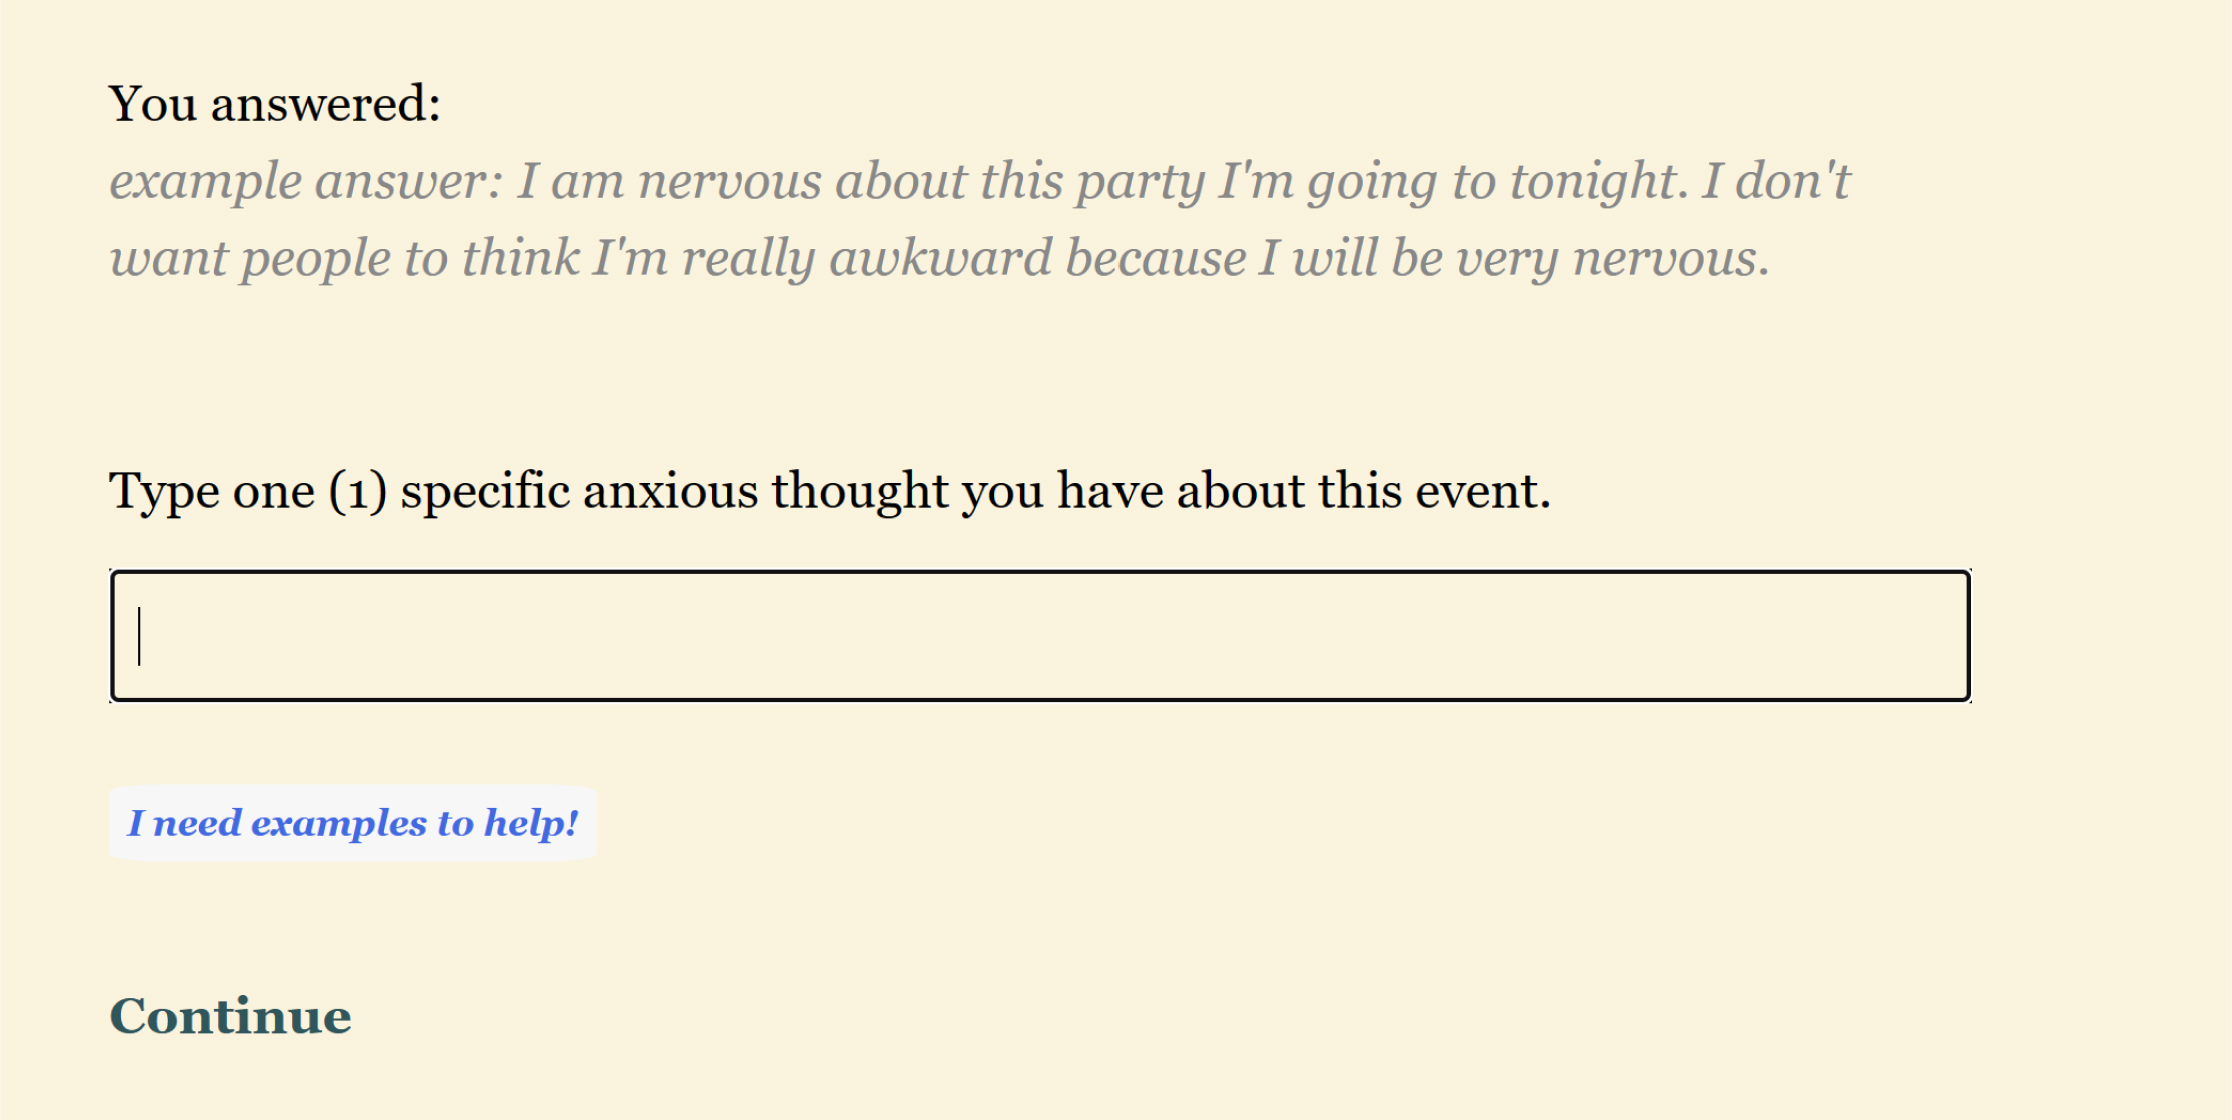 You answered:
example answer: I am nervous about this party I'm going to tonight. I don't
want people to think I'm really awkward because I will be very nervous.
Type one (1) specific anxious thought you have about this event.
I need examples to help!
Continue